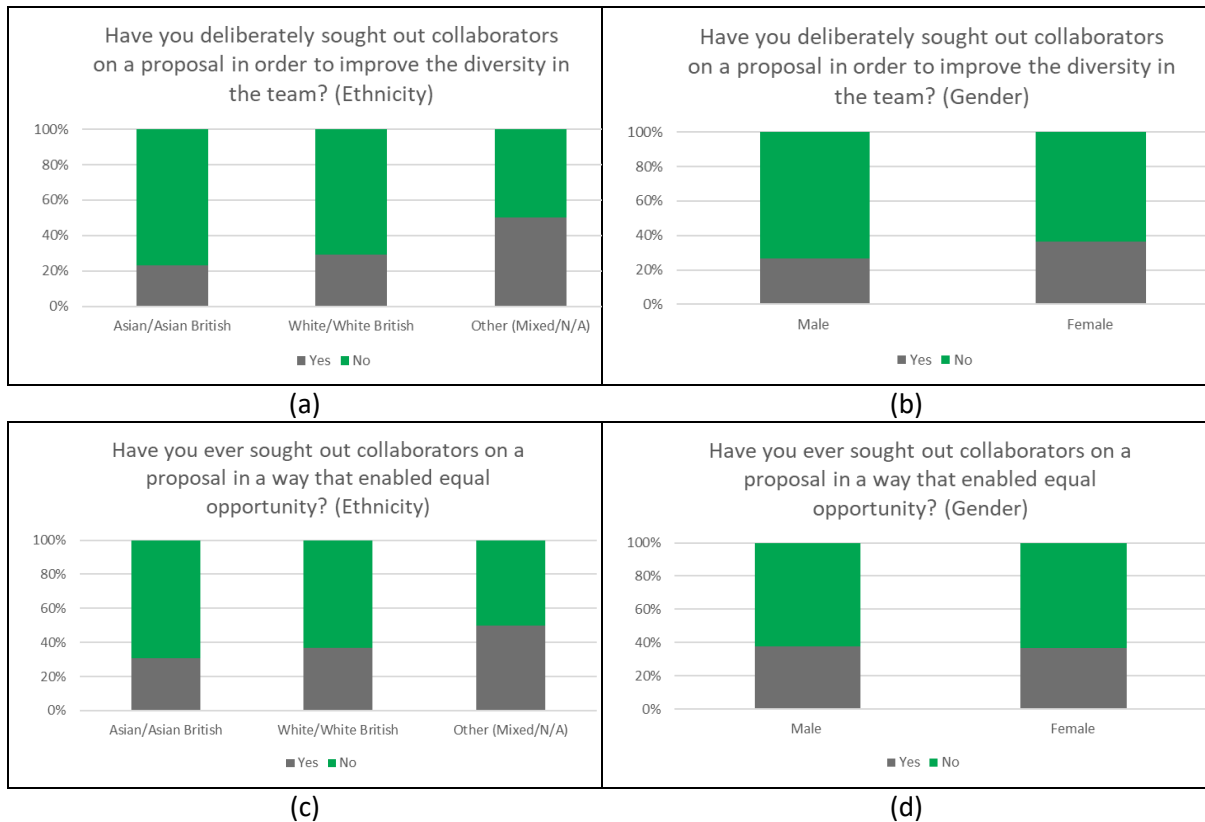 Have you deliberately sought out collaborators
on a proposal in order to improve the diversity in
the team? (Ethnicity)
100%
80%
60%
40%
20%
0%
Asian/Asian British White/White British Other (Mixed/N/A)
Yes No
(a)
Have you deliberately sought out collaborators
on a proposal in order to improve the diversity in
the team? (Gender)
100%
80%
60%
40%
20%
0%
Male Female
Yes No
(b)
Have you ever sought out collaborators on a
proposal in a way that enabled equal
opportunity? (Ethnicity)
100%
80%
60%
40%
20%
0%
Asian/Asian British White/White British Other (Mixed/N/A)
Yes No
(c)
Have you ever sought out collaborators on a
proposal in a way that enabled equal
opportunity? (Gender)
100%
80%
60%
40%
20%
0%
Male Female
Yes No
(d)